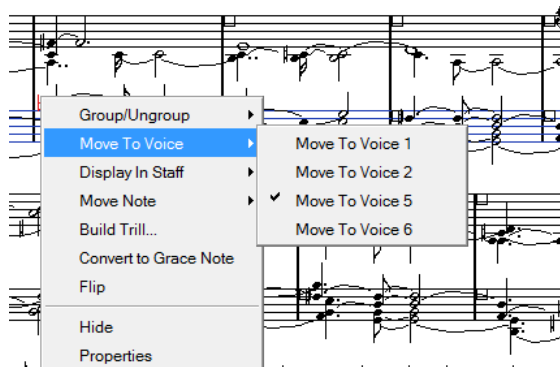 Group/Ungroup
Move To Voice
Display In Staff
Move Note
Build Trill...
Convert to Grace Note
Flip
Hide
Properties
Move To Voice 1
Move To Voice 2
Move To Voice 5
Move To Voice 6